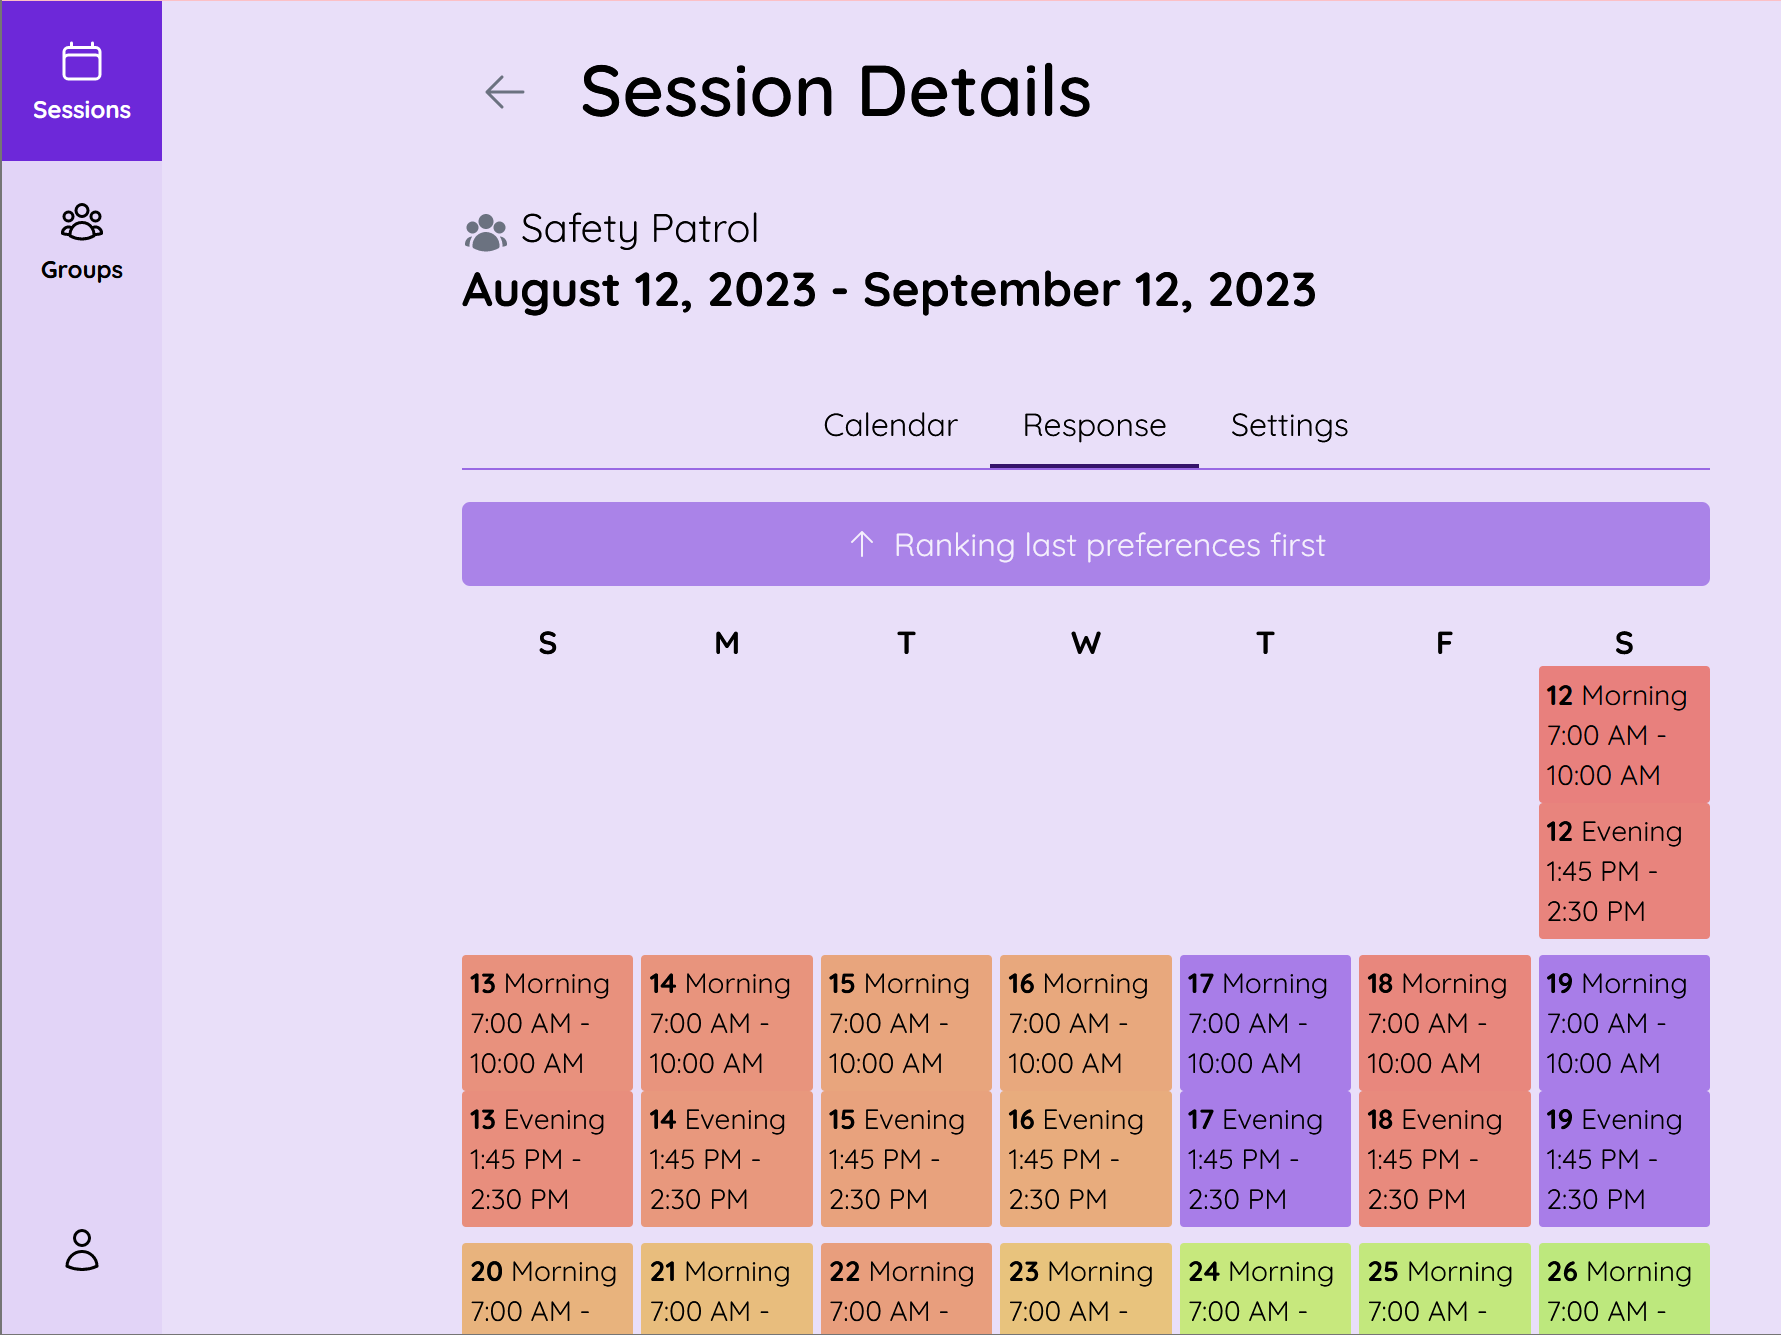 Sessions
Groups
Session Details
Safety Patrol
August 12, 2023 - September 12, 2023
Calendar Response Settings
↑ Ranking last preferences first
S M T W T F S
12 Morning
7:00 AM -
10:00 AM
12 Evening
1:45 PM -
2:30 PM
13 Morning
7:00 AM -
10:00 AM
13 Evening
1:45 PM -
2:30 PM
14 Morning
7:00 AM -
10:00 AM
14 Evening
1:45 PM -
2:30 PM
15 Morning
7:00 AM -
10:00 AM
15 Evening
1:45 PM -
2:30 PM
16 Morning
7:00 AM -
10:00 AM
16 Evening
1:45 PM -
2:30 PM
17 Morning
7:00 AM -
10:00 AM
17 Evening
1:45 PM -
2:30 PM
18 Morning
7:00 AM -
10:00 AM
18 Evening
1:45 PM -
2:30 PM
19 Morning
7:00 AM -
10:00 AM
19 Evening
1:45 PM -
2:30 PM
20 Morning
7:00 AM -
21 Morning
7:00 AM -
22 Morning
7:00 AM -
23 Morning
7:00 AM -
24 Morning
7:00 AM -
25 Morning
7:00 AM -
26 Morning
7:00 AM -